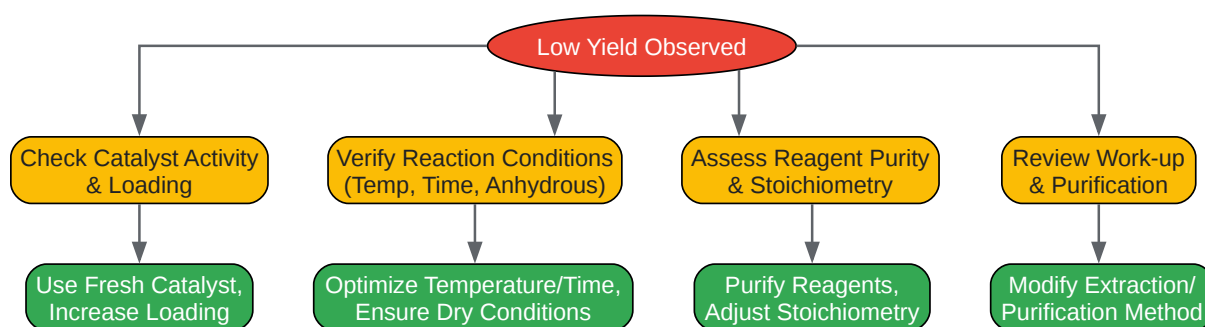 Low Yield Observed
Check Catalyst Activity
& Loading
Verify Reaction Conditions
(Temp, Time, Anhydrous)
Assess Reagent Purity
& Stoichiometry
Review Work-up
& Purification
Use Fresh Catalyst,
Increase Loading
Optimize Temperature/Time,
Ensure Dry Conditions
Purify Reagents,
Adjust Stoichiometry
Modify Extraction/
Purification Method